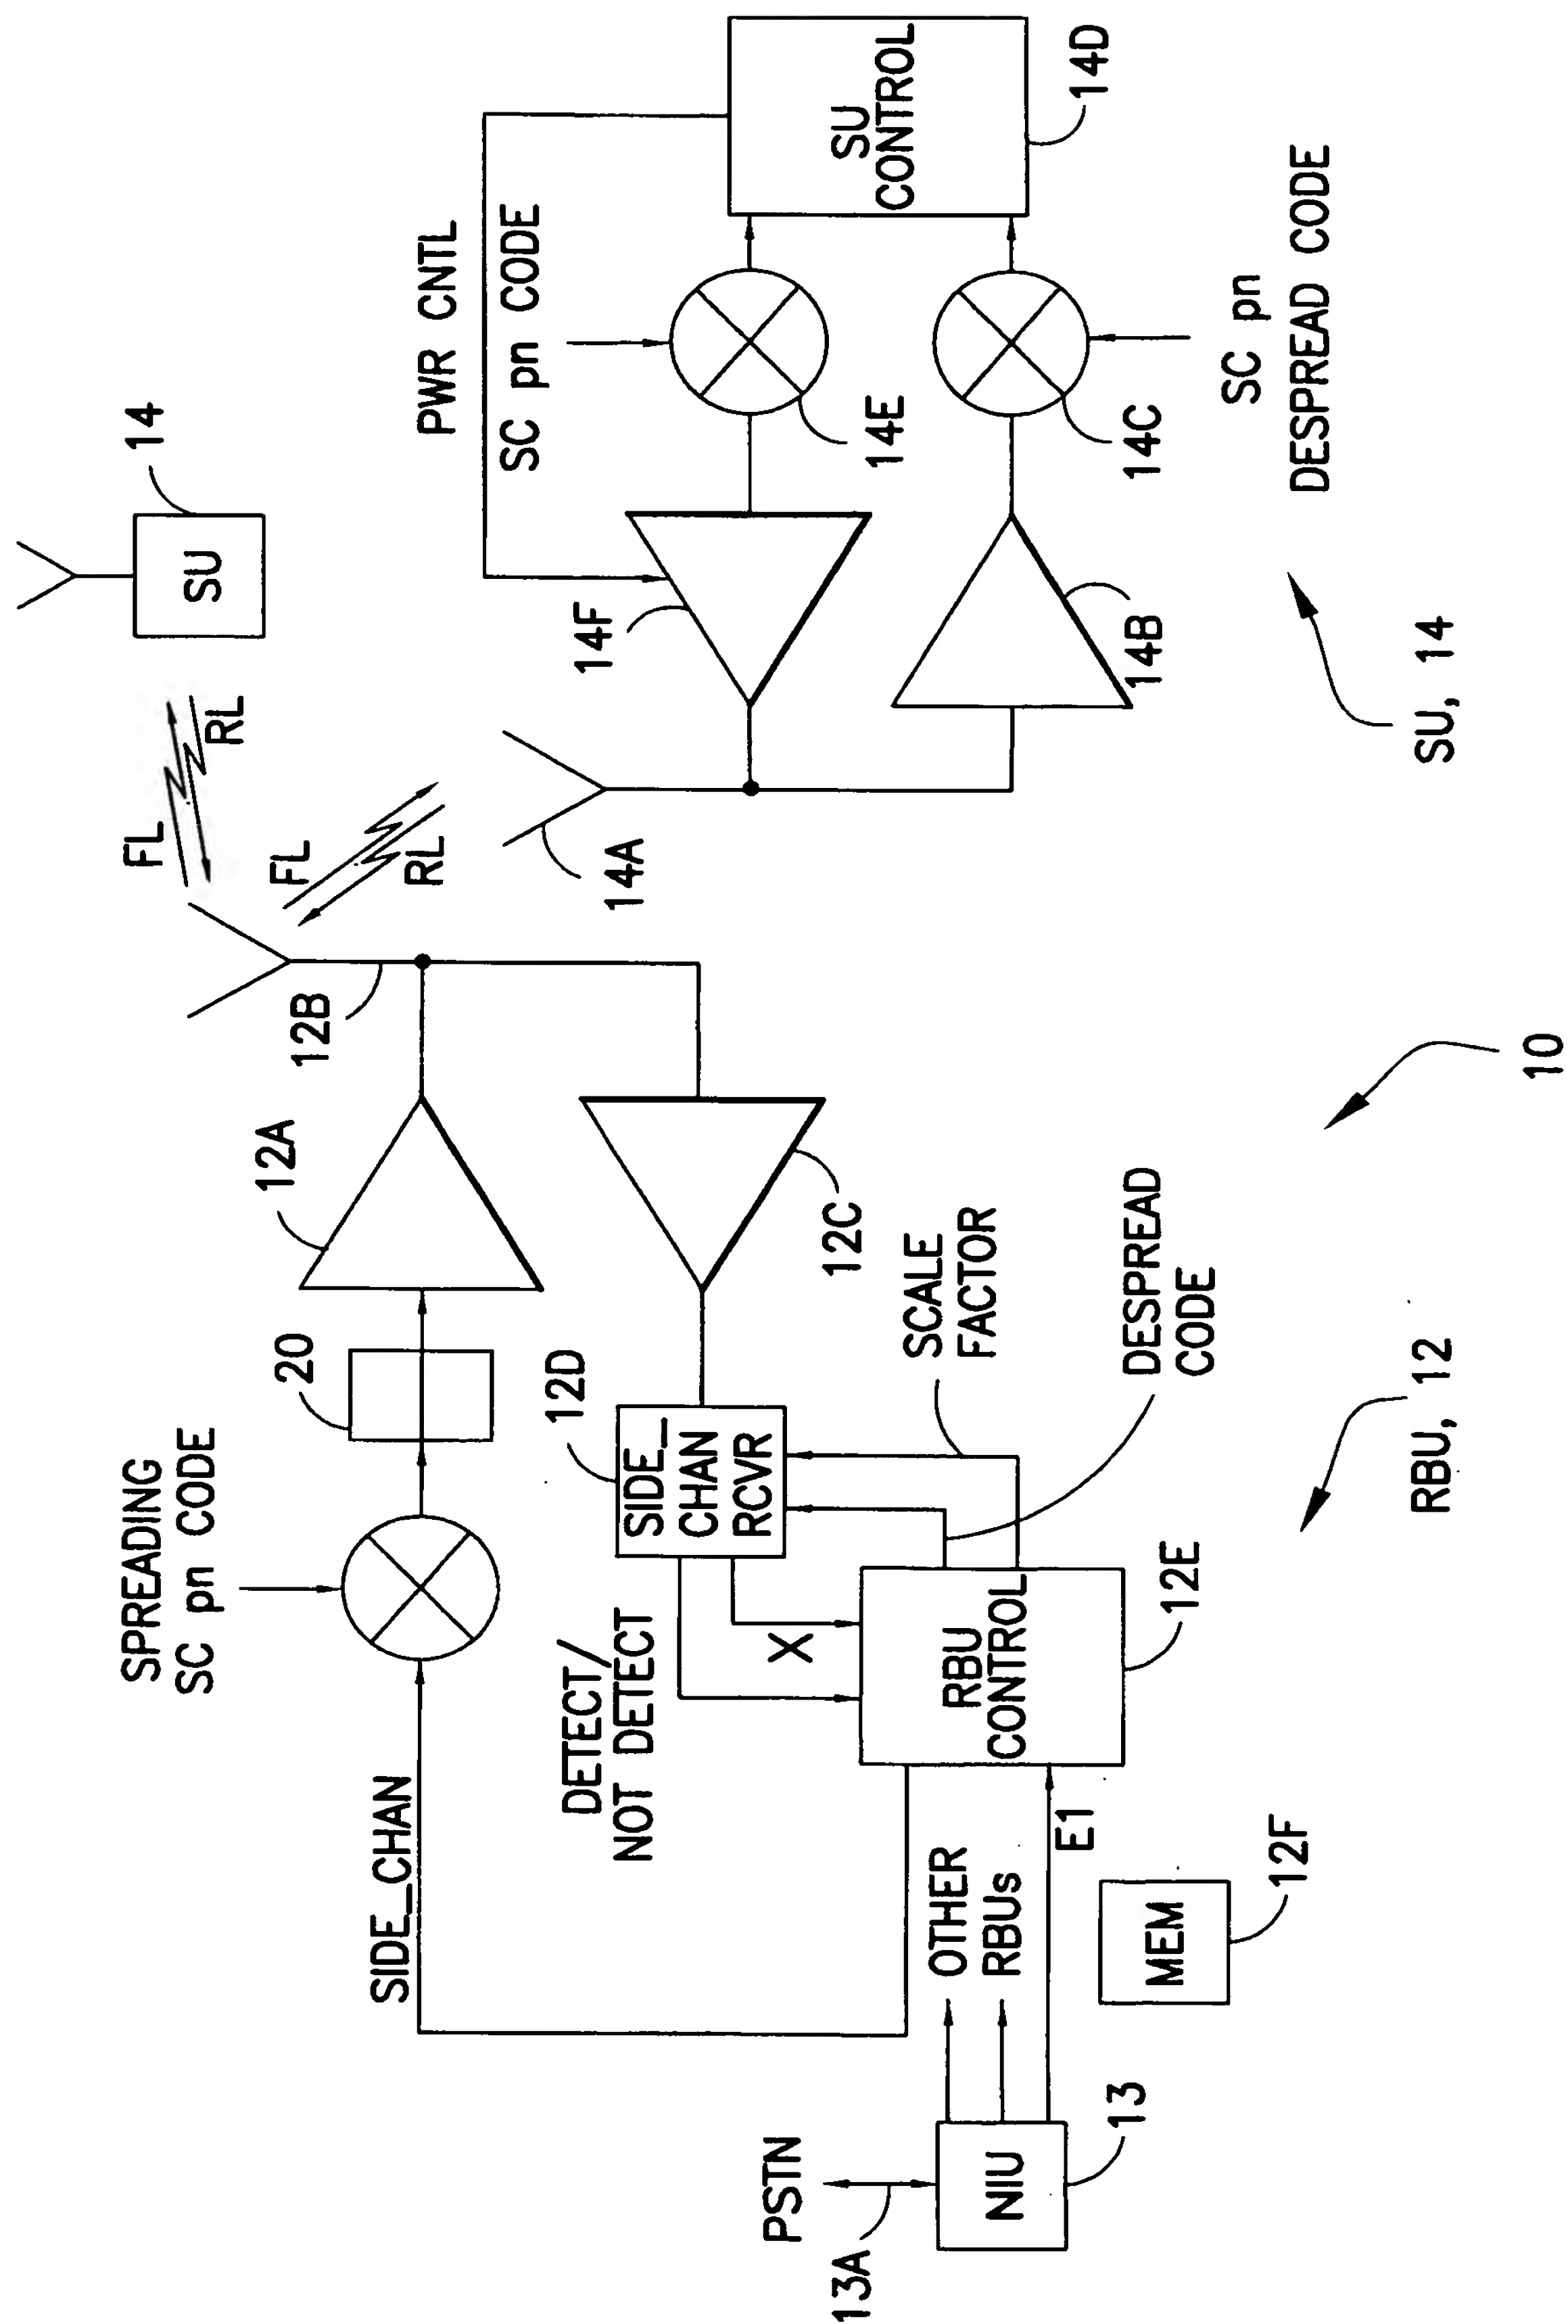 SPREADING
SC pn CODE
SIDE_CHAN
20
12A
12B
FL
RL
FL
RL
SU
14
DETECT/
NOT DETECT
X
12D
SIDE_
CHAN
RCVR
12C
SCALE
FACTOR
DESPREAD
CODE
14A
PWR CNTL
SC pn CODE
14F
14E
14B
14C
SU
CONTROL
14D
SC pn
DESPREAD CODE
SU, 14
PSTN
13A
NIU
13
OTHER
RBUs
E1
MEM
12F
RBU
CONTROL
12E
RBU, 12
10